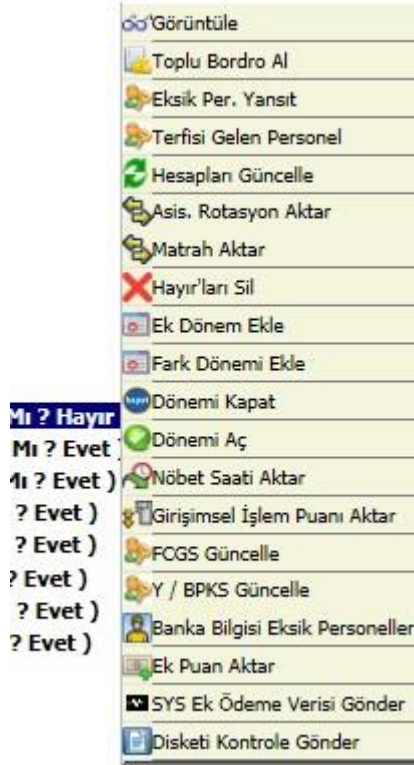 Görüntüle
Toplu Bordro Al
Eksik Per. Yansıt
Terfisi Gelen Personel
Hesapları Güncelle
Asis. Rotasyon Aktar
Matrah Aktar
Hayır'ları Sil
Ek Dönem Ekle
Fark Dönemi Ekle
Dönemi Kapat
Mı ? Hayır
Dönemi Aç
Mı ? Evet )
Nöbet Saati Aktar
Mı ? Evet )
Girişimsel İşlem Puanı Aktar
? Evet )
FCGS Güncelle
? Evet )
Y / BPKS Güncelle
? Evet )
Banka Bilgisi Eksik Personeller
? Evet )
Ek Puan Aktar
? Evet )
SYS Ek Ödeme Verisi Gönder
Disketi Kontrole Gönder